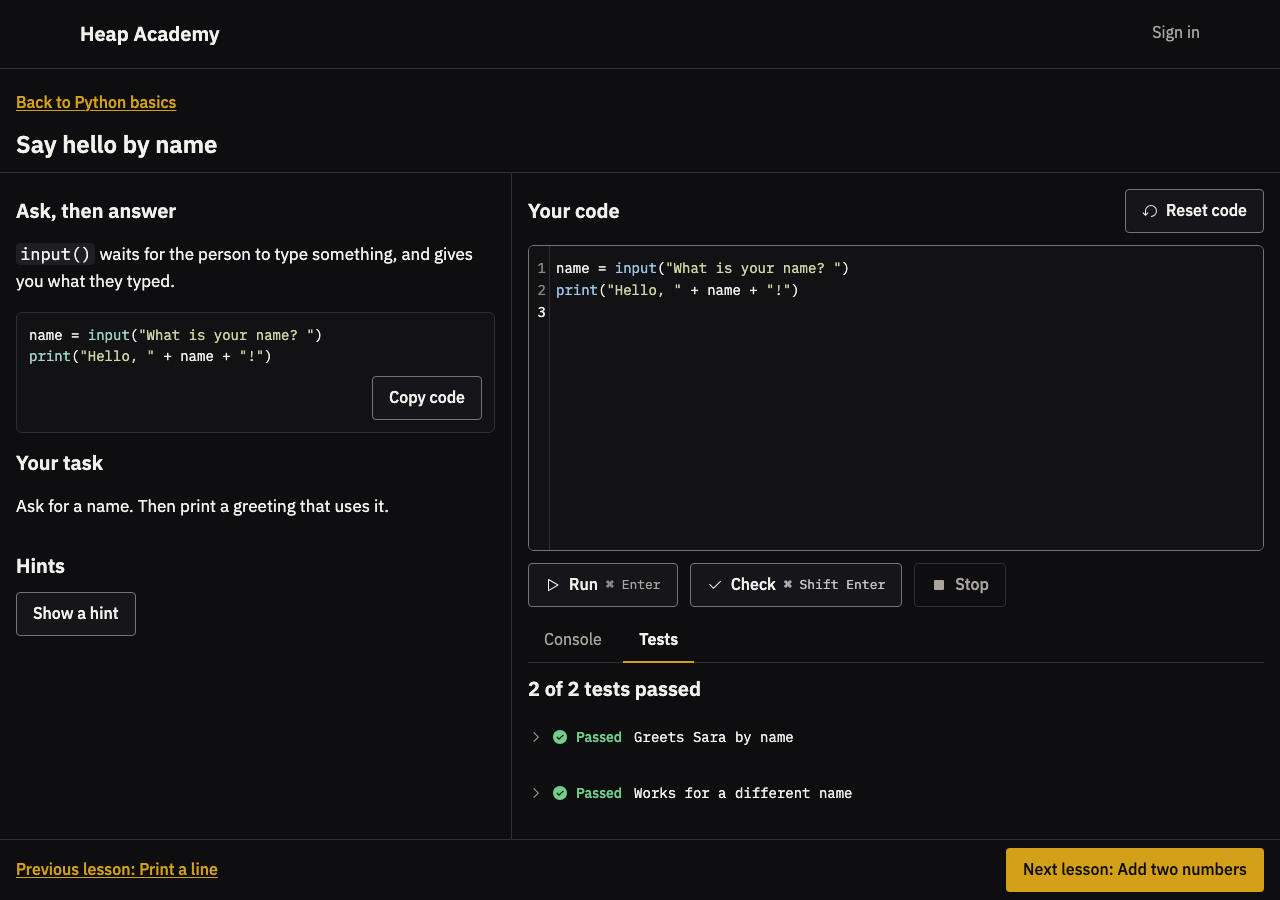 Heap Academy
Sign in
Back to Python basics
Say hello by name
Ask, then answer
input() waits for the person to type something, and gives
you what they typed.
name = input("What is your name? ")
print("Hello, " + name + "!")
Copy code
Your task
Ask for a name. Then print a greeting that uses it.
Hints
Show a hint
Your code
Reset code
1 name = input("What is your name? ")
2 print("Hello, " + name + "!")
3
Run ⌘ Enter
Check ⌘ Shift Enter
Stop
Console
Tests
2 of 2 tests passed
Passed Greets Sara by name
Passed Works for a different name
Previous lesson: Print a line
Next lesson: Add two numbers